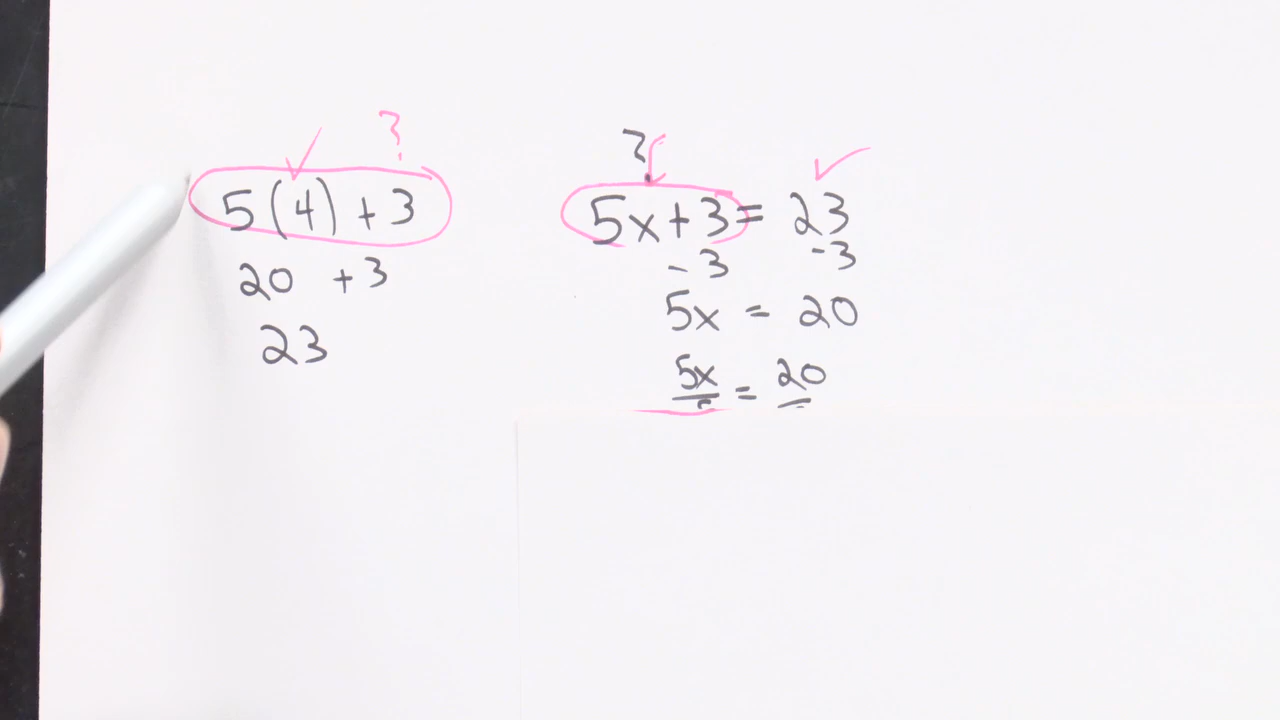 ?
5(4) + 3
20 + 3
23
?
5x + 3 = 23
- 3 - 3
5x = 20
5x = 20